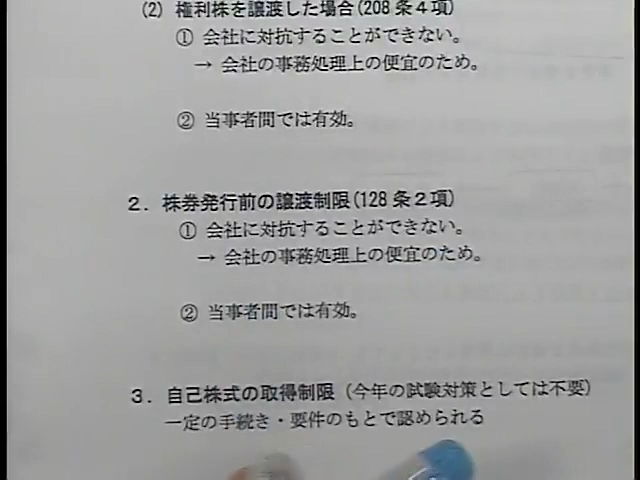 (2) 権利株を譲渡した場合(208 条４項)
① 会社に対抗することができない。
→ 会社の事務処理上の便宜のため。
② 当事者間では有効。
２．株券発行前の譲渡制限(128 条２項)
① 会社に対抗することができない。
→ 会社の事務処理上の便宜のため。
② 当事者間では有効。
３．自己株式の取得制限（今年の試験対策としては不要）
一定の手続き・要件のもとで認められる